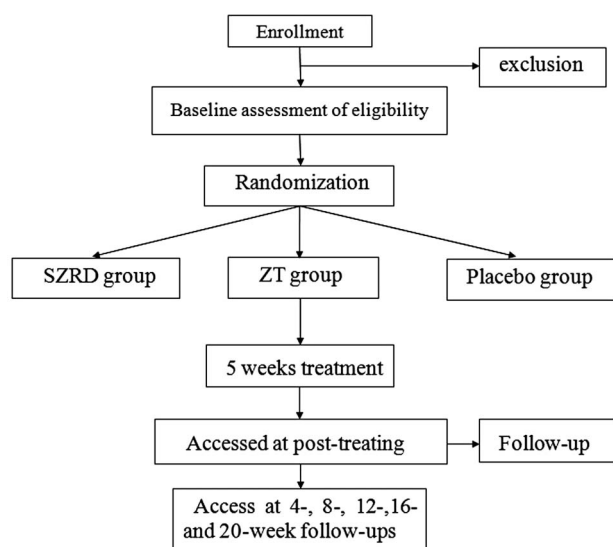 Enrollment
exclusion
Baseline assessment of eligibility
Randomization
SZRD group
ZT group
Placebo group
5 weeks treatment
Accessed at post-treating
Follow-up
Access at 4-, 8-, 12-,16-
and 20-week follow-ups